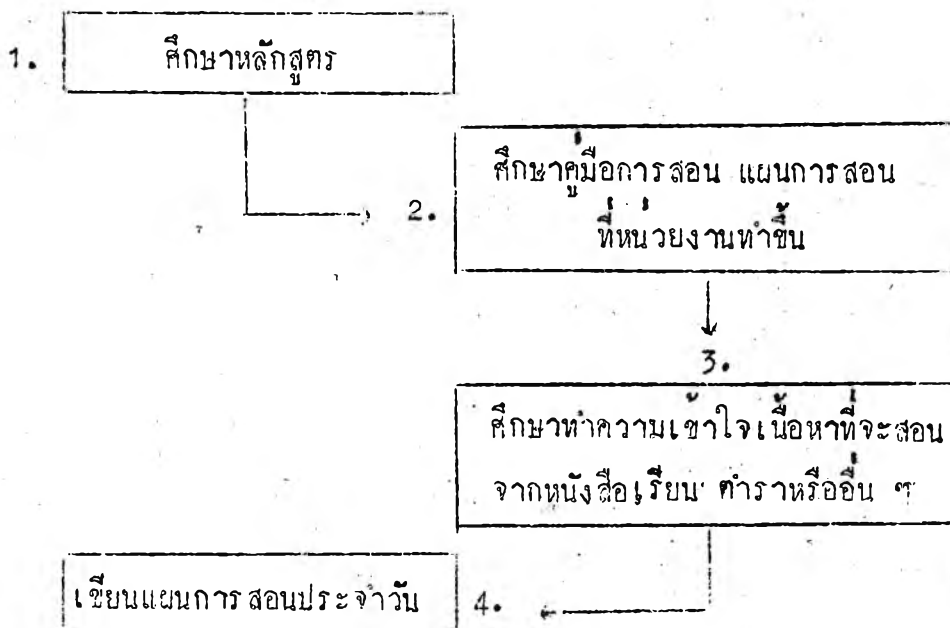 1. ศึกษาหลักสูตร
2. ศึกษาคู่มือการสอน แผนการสอน
ที่หน่วยงานทำขึ้น
3.
ศึกษาทำความเข้าใจเนื้อหาที่จะสอน
จากหนังสือเรียน ตำราหรืออื่น ๆ
เขียนแผนการสอนประจำวัน 4.